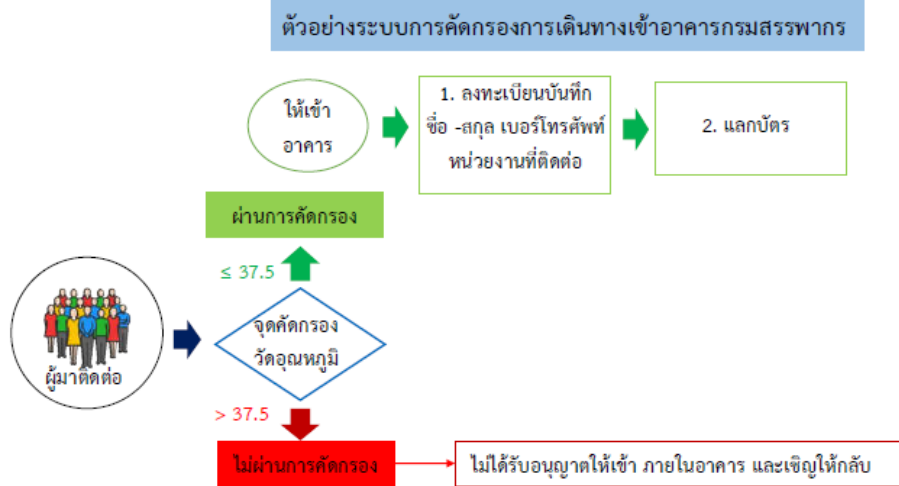 ตัวอย่างระบบการคัดกรองการเดินทางเข้าอาคารกรมสรรพากร
ให้เข้า
อาคาร
1. ลงทะเบียนบันทึก
ชื่อ -สกุล เบอร์โทรศัพท์
หน่วยงานที่ติดต่อ
2. แลกบัตร
ผ่านการคัดกรอง
≤ 37.5
จุดคัดกรอง
วัดอุณหภูมิ
ผู้มาติดต่อ
> 37.5
ไม่ผ่านการคัดกรอง
ไม่ได้รับอนุญาตให้เข้า ภายในอาคาร และเชิญให้กลับ